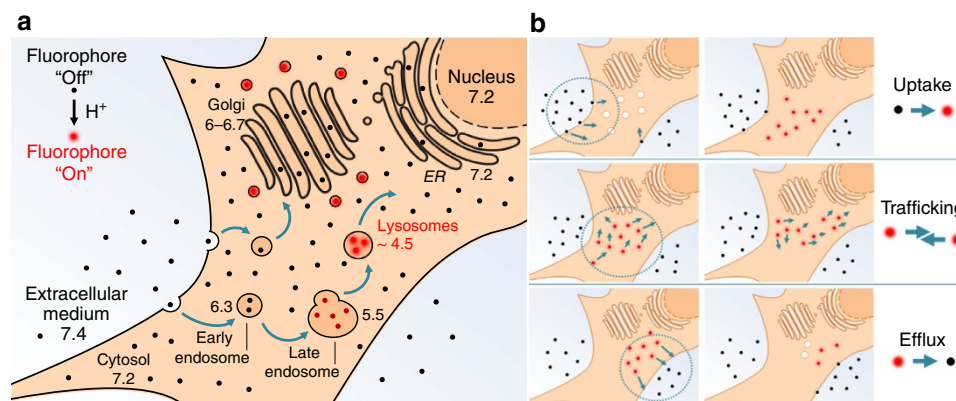 a
Fluorophore
“Off”
H+
Fluorophore
“On”
Golgi
6–6.7
Nucleus
7.2
ER
7.2
Lysosomes
~ 4.5
Extracellular
medium
7.4
6.3
5.5
Early
endosome
Late
endosome
Cytosol
7.2
b
Uptake
Trafficking
Efflux